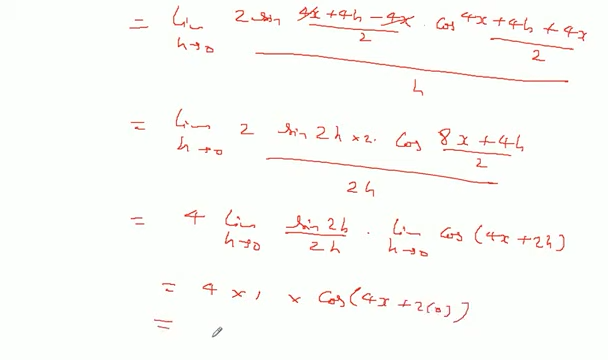 = lim h→0 2 sin (4x + 4h − 4x)/2 · cos (4x + 4h + 4x)/2 / h
= lim h→0 2 sin 2h × 2 · cos (8x + 4h)/2 / 2h
= 4 lim h→0 sin 2h / 2h · lim h→0 cos (4x + 2h)
= 4 × 1 × cos (4x + 2(0))
=